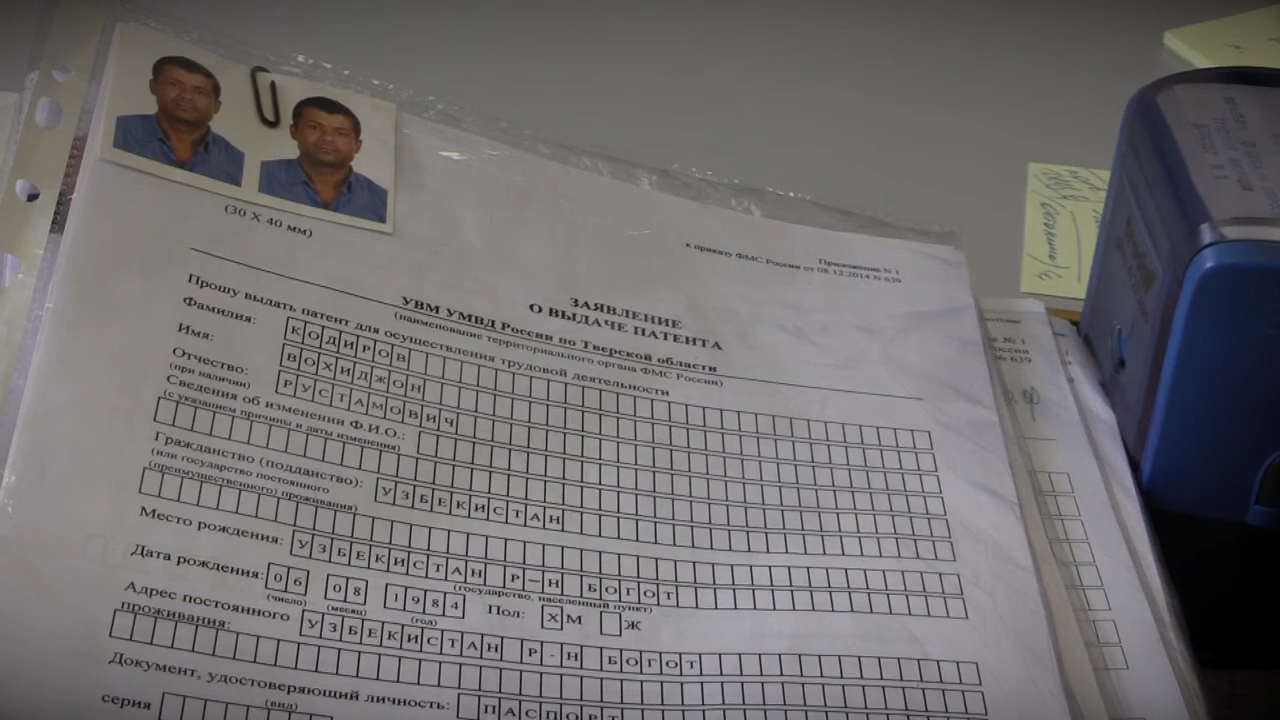 (30 Х 40 мм)
Приложение N 1
к приказу ФМС России от 08.12.2014 N 639
ЗАЯВЛЕНИЕ
О ВЫДАЧЕ ПАТЕНТА
УВМ УМВД России по Тверской области
(наименование территориального органа ФМС России)
Прошу выдать патент для осуществления трудовой деятельности
Фамилия: КОДИРОВ
Имя: ВОХИДЖОН
Отчество: РУСТАМОВИЧ
(при наличии)
Сведения об изменении Ф.И.О.:
(с указанием причины и даты изменения)
Гражданство (подданство): УЗБЕКИСТАН
(или государство постоянного
(преимущественного) проживания)
Место рождения: УЗБЕКИСТАН Р-Н БОГОТ
(государство, населенный пункт)
Дата рождения: 06 08 1984 Пол: Х М Ж
(число) (месяц) (год)
Адрес постоянного УЗБЕКИСТАН Р-Н БОГОТ
проживания:
Документ, удостоверяющий личность: ПАСПОРТ
(вид)
серия
№ 1
№ 639